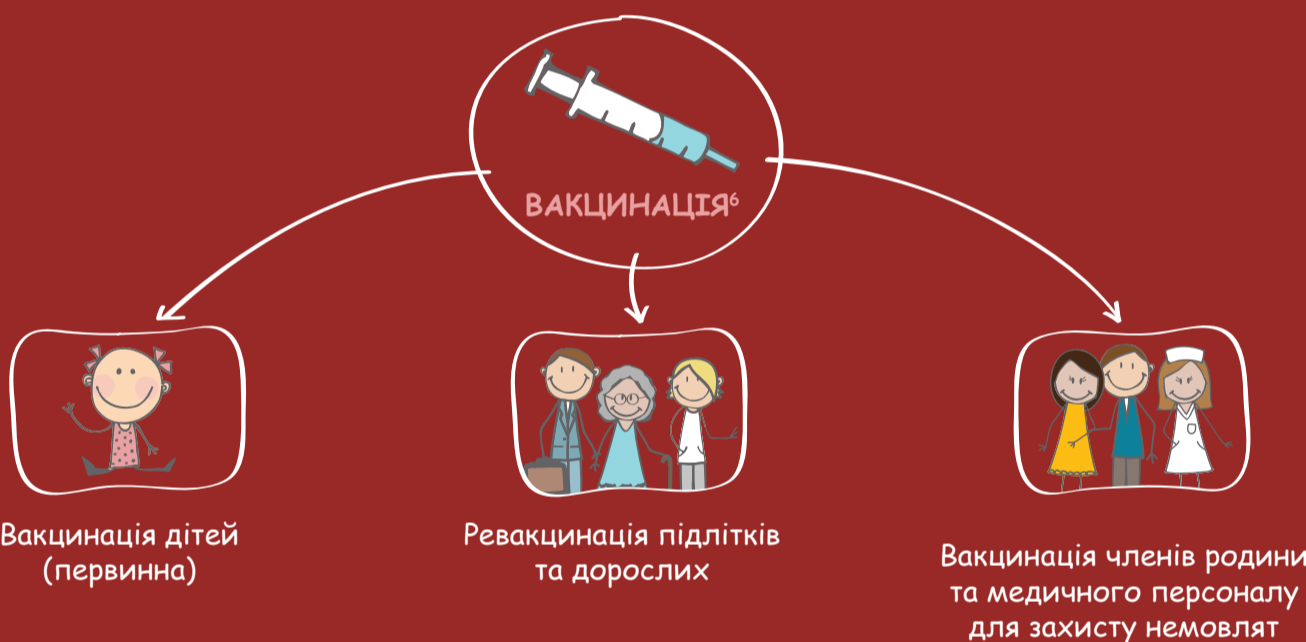 ВАКЦИНАЦІЯ⁶
Вакцинація дітей
(первинна)
Ревакцинація підлітків
та дорослих
Вакцинація членів родини
та медичного персоналу
для захисту немовлят